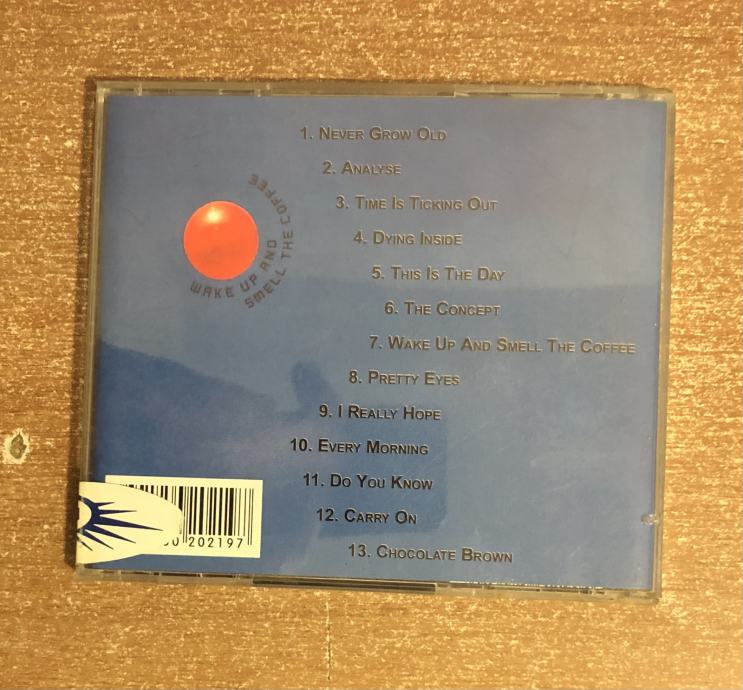 1. Never Grow Old
2. Analyse
3. Time Is Ticking Out
4. Dying Inside
5. This Is The Day
6. The Concept
7. Wake Up And Smell The Coffee
8. Pretty Eyes
9. I Really Hope
10. Every Morning
11. Do You Know
12. Carry On
13. Chocolate Brown
WAKE UP AND
SMELL THE COFFEE
0 202197